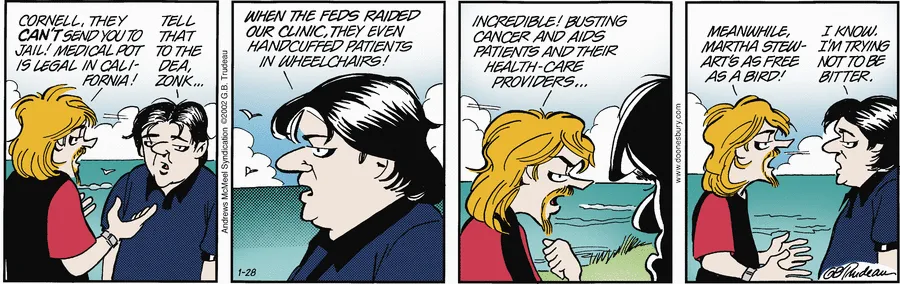 CORNELL, THEY
CAN'T SEND YOU TO
JAIL! MEDICAL POT
IS LEGAL IN CALI-
FORNIA!
TELL
THAT
TO THE
DEA,
ZONK...
Andrews McMeel Syndication ©2002 G.B. Trudeau
WHEN THE FEDS RAIDED
OUR CLINIC, THEY EVEN
HANDCUFFED PATIENTS
IN WHEELCHAIRS!
1-28
INCREDIBLE! BUSTING
CANCER AND AIDS
PATIENTS AND THEIR
HEALTH-CARE
PROVIDERS...
www.doonesbury.com
MEANWHILE,
MARTHA STEW-
ART'S AS FREE
AS A BIRD!
I KNOW.
I'M TRYING
NOT TO BE
BITTER.
GBTrudeau